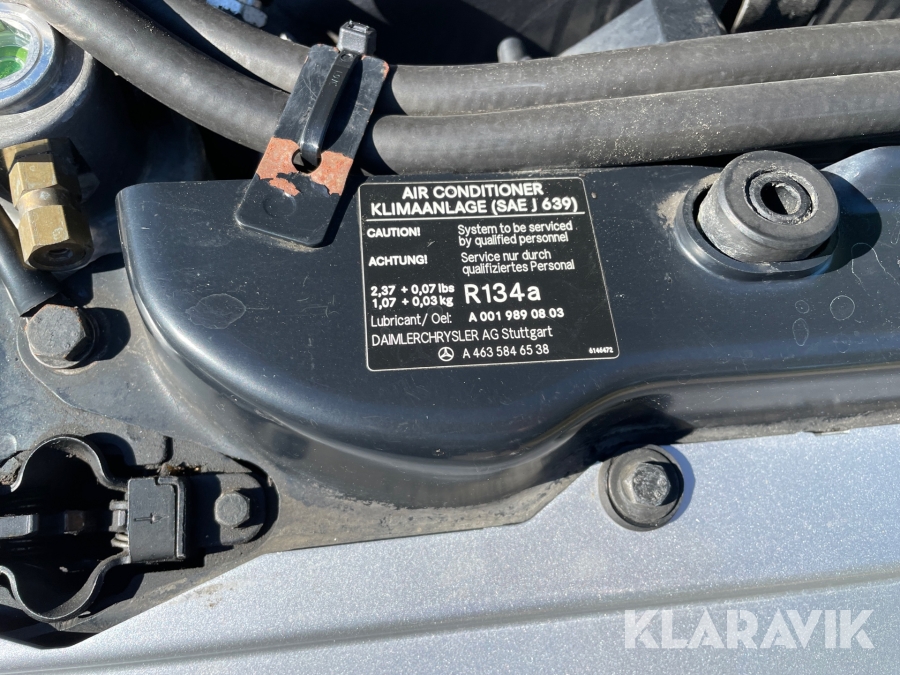 AIR CONDITIONER
KLIMAANLAGE (SAE J 639)
CAUTION! System to be serviced
by qualified personnel
ACHTUNG! Service nur durch
qualifiziertes Personal
2,37 + 0,07 lbs
1,07 + 0,03 kg R134a
Lubricant/ Oel: A 001 989 08 03
DAIMLERCHRYSLER AG Stuttgart
A 463 584 65 38
KLARAVIK